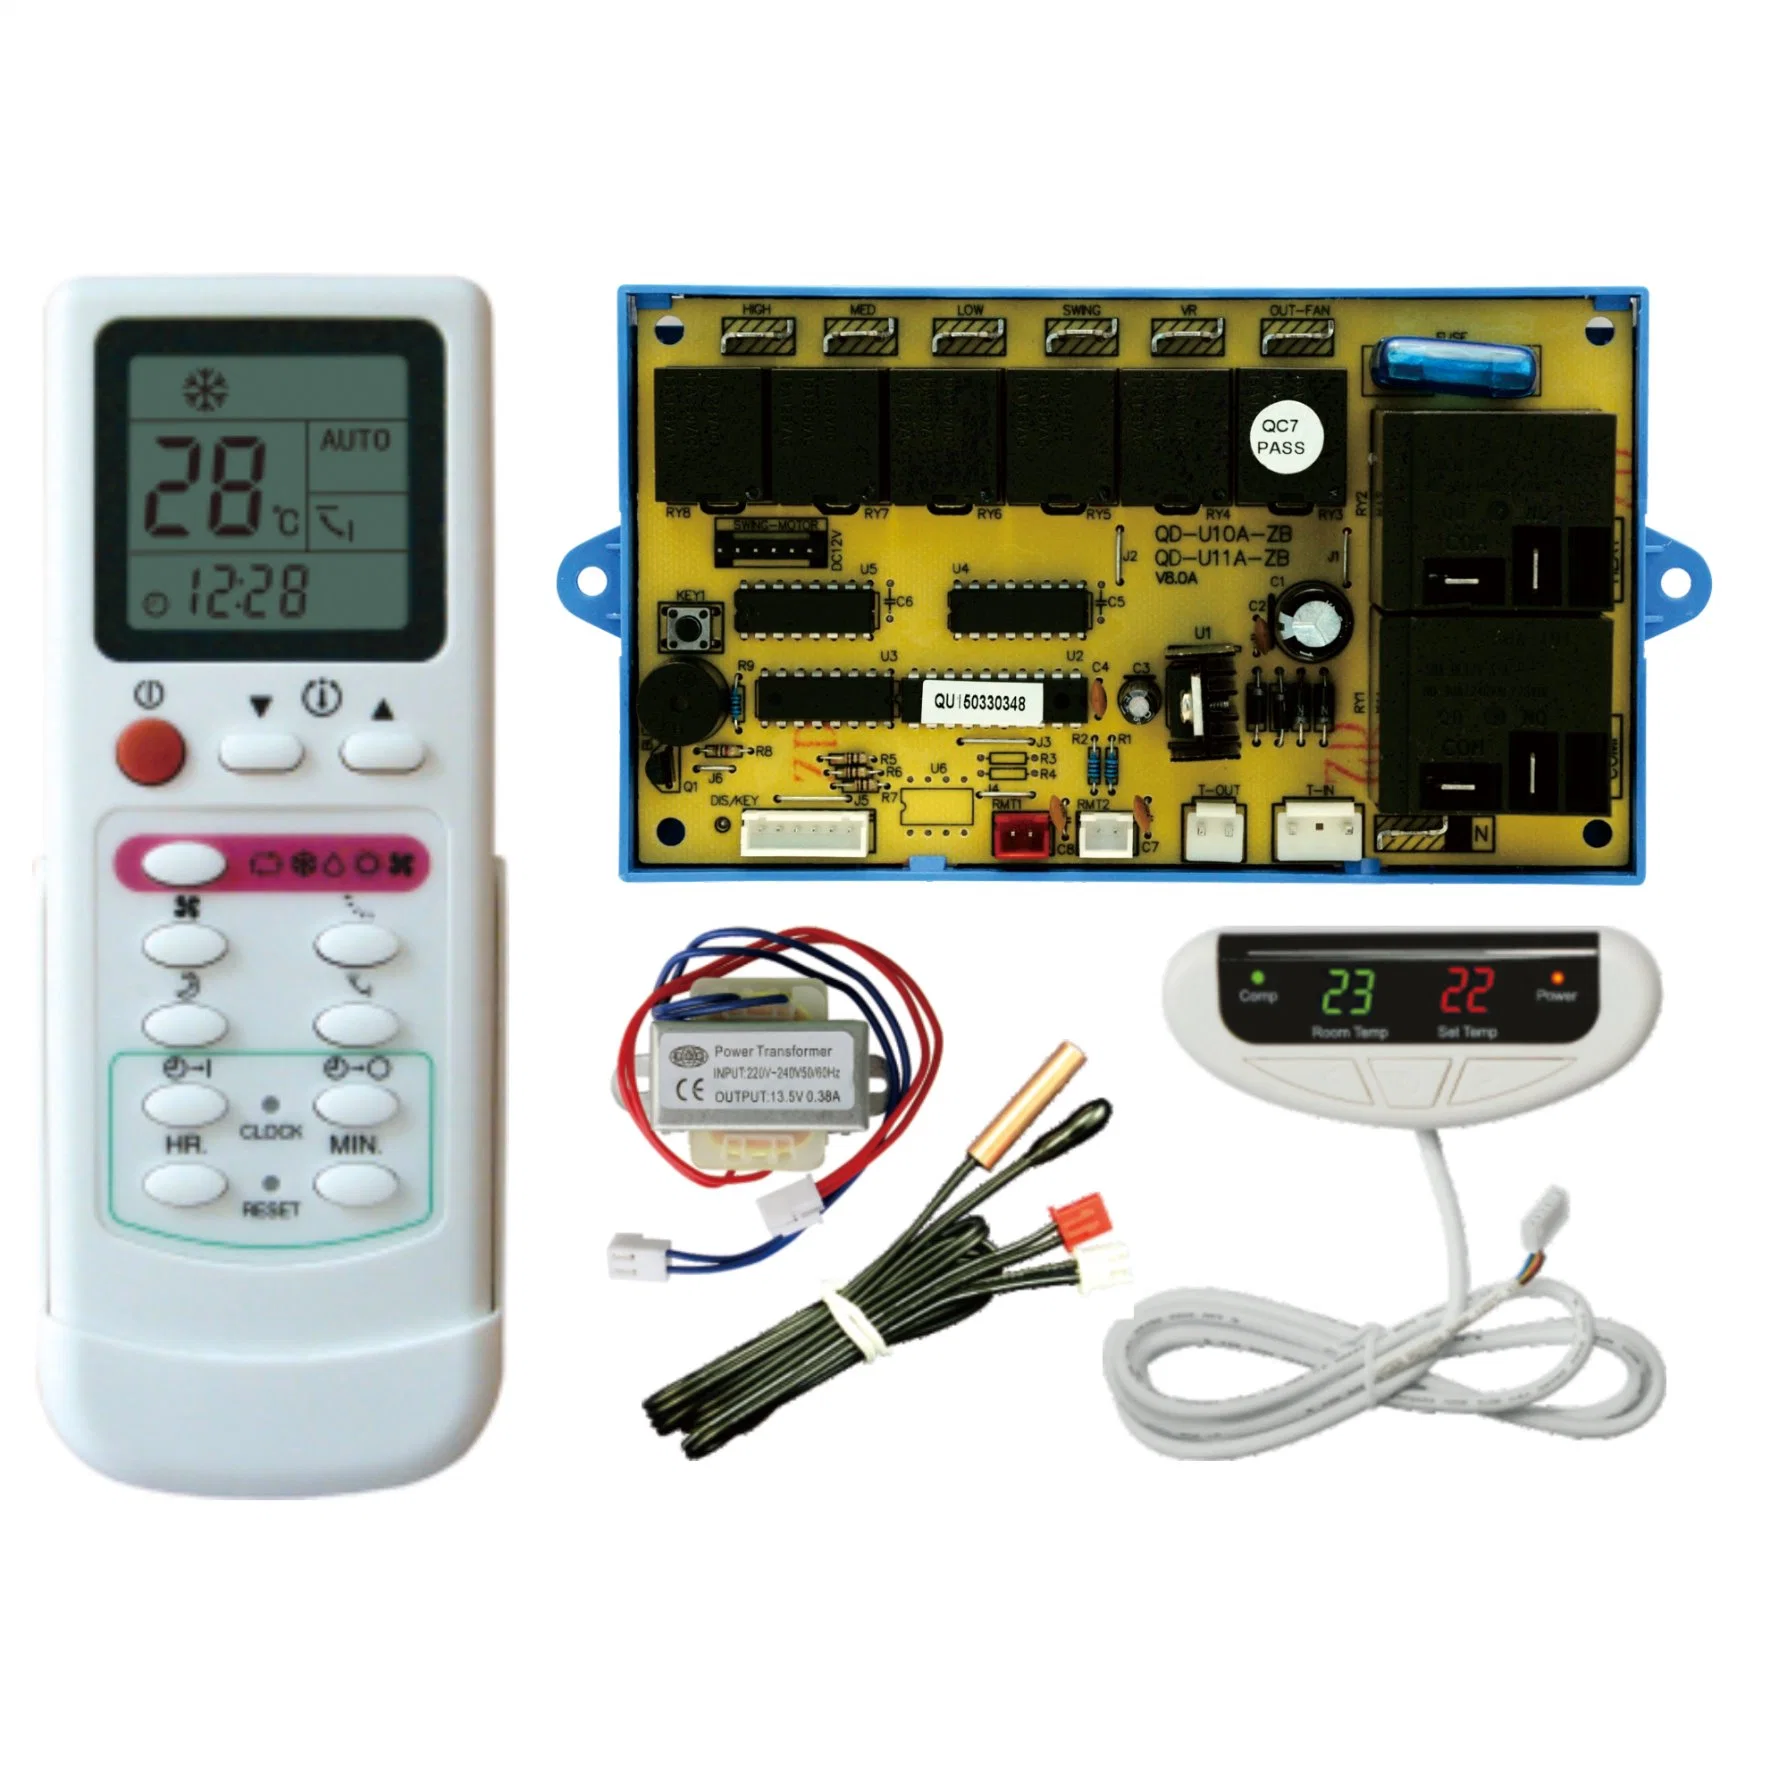 AUTO
28 °C
12:28
HR.
CLOCK
MIN.
RESET
HIGH
MED
LOW
SWING
VR
OUT-FAN
FUSE
QC7
PASS
RY8
RY7
RY6
RY5
RY4
RY3
RY2
SWING-MOTOR
DC12V
QD-U10A-ZB
QD-U11A-ZB
V8.0A
J2
J1
U5
U4
C6
C5
C1
C2
KEY1
U1
R9
U3
U2
C4
C3
QU150330348
RY1
R8
J6
Q1
R5
R6
R7
J3
R3
R4
R2
R1
U6
J4
DIS/KEY
J5
RMT1
RMT2
C8
C7
T-OUT
T-IN
COM
COM
N
Power Transformer
INPUT:220V-240V50/60Hz
CE
OUTPUT:13.5V 0.38A
Comp
23
22
Power
Room Temp
Set Temp